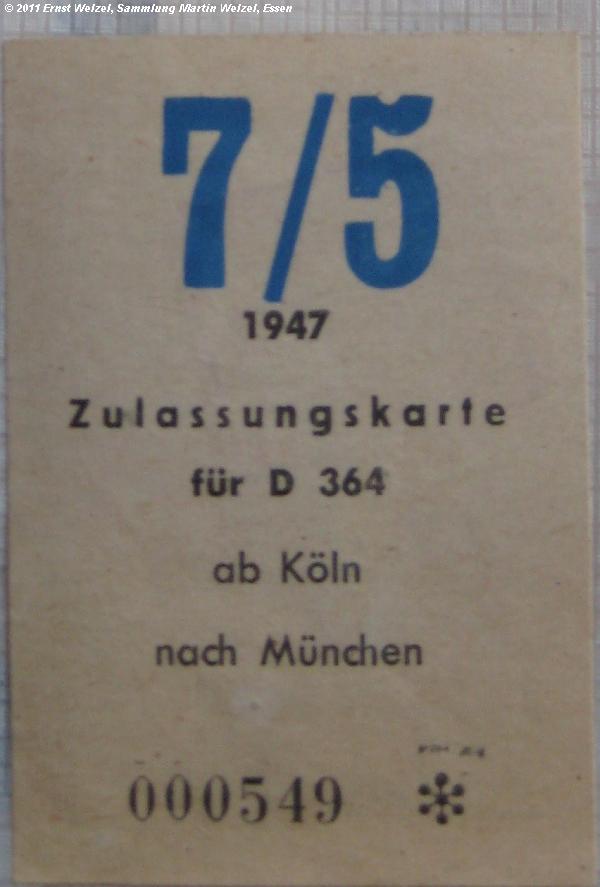 © 2011 Ernst Welzel, Sammlung Martin Welzel, Essen
7/5
1947
Zulassungskarte
für D 364
ab Köln
nach München
000549 *